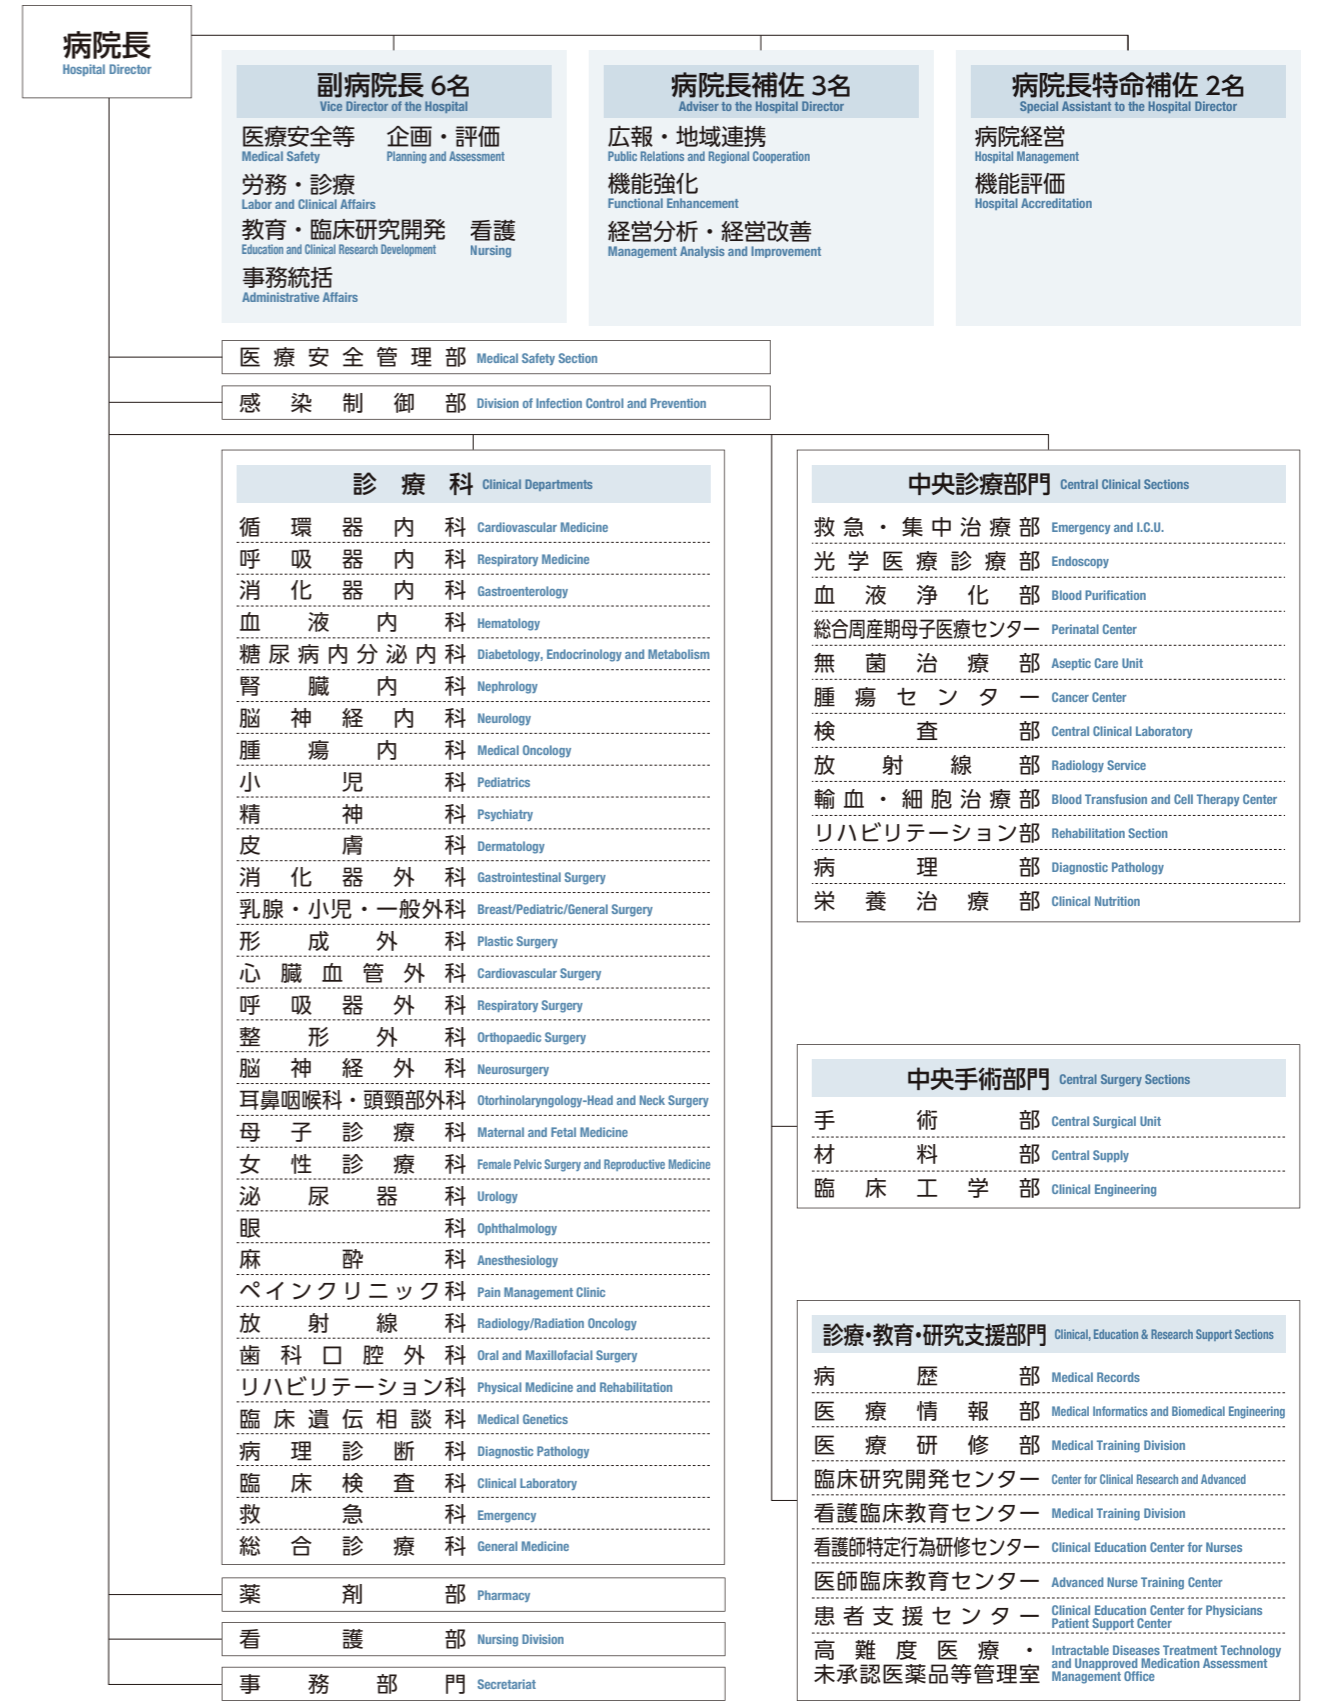 病院長
Hospital Director
副病院長 6名
Vice Director of the Hospital
医療安全等 企画・評価
Medical Safety Planning and Assessment
労務・診療
Labor and Clinical Affairs
教育・臨床研究開発 看護
Education and Clinical Research Development Nursing
事務統括
Administrative Affairs
病院長補佐 3名
Adviser to the Hospital Director
広報・地域連携
Public Relations and Regional Cooperation
機能強化
Functional Enhancement
経営分析・経営改善
Management Analysis and Improvement
病院長特命補佐 2名
Special Assistant to the Hospital Director
病院経営
Hospital Management
機能評価
Hospital Accreditation
医療安全管理部 Medical Safety Section
感染制御部 Division of Infection Control and Prevention
診療科 Clinical Departments
循環器内科 Cardiovascular Medicine
呼吸器内科 Respiratory Medicine
消化器内科 Gastroenterology
血液内科 Hematology
糖尿病内分泌内科 Diabetology, Endocrinology and Metabolism
腎臓内科 Nephrology
脳神経内科 Neurology
腫瘍内科 Medical Oncology
小児科 Pediatrics
精神科 Psychiatry
皮膚科 Dermatology
消化器外科 Gastrointestinal Surgery
乳腺・小児・一般外科 Breast/Pediatric/General Surgery
形成外科 Plastic Surgery
心臓血管外科 Cardiovascular Surgery
呼吸器外科 Respiratory Surgery
整形外科 Orthopaedic Surgery
脳神経外科 Neurosurgery
耳鼻咽喉科・頭頸部外科 Otorhinolaryngology-Head and Neck Surgery
母子診療科 Maternal and Fetal Medicine
女性診療科 Female Pelvic Surgery and Reproductive Medicine
泌尿器科 Urology
眼科 Ophthalmology
麻酔科 Anesthesiology
ペインクリニック科 Pain Management Clinic
放射線科 Radiology/Radiation Oncology
歯科口腔外科 Oral and Maxillofacial Surgery
リハビリテーション科 Physical Medicine and Rehabilitation
臨床遺伝相談科 Medical Genetics
病理診断科 Diagnostic Pathology
臨床検査科 Clinical Laboratory
救急科 Emergency
総合診療科 General Medicine
薬剤部 Pharmacy
看護部 Nursing Division
事務部門 Secretariat
中央診療部門 Central Clinical Sections
救急・集中治療部 Emergency and I.C.U.
光学医療診療部 Endoscopy
血液浄化部 Blood Purification
総合周産期母子医療センター Perinatal Center
無菌治療部 Aseptic Care Unit
腫瘍センター Cancer Center
検査部 Central Clinical Laboratory
放射線部 Radiology Service
輸血・細胞治療部 Blood Transfusion and Cell Therapy Center
リハビリテーション部 Rehabilitation Section
病理部 Diagnostic Pathology
栄養治療部 Clinical Nutrition
中央手術部門 Central Surgery Sections
手術部 Central Surgical Unit
材料部 Central Supply
臨床工学部 Clinical Engineering
診療・教育・研究支援部門 Clinical, Education & Research Support Sections
病歴部 Medical Records
医療情報部 Medical Informatics and Biomedical Engineering
医療研修部 Medical Training Division
臨床研究開発センター Center for Clinical Research and Advanced
看護臨床教育センター Medical Training Division
看護師特定行為研修センター Clinical Education Center for Nurses
医師臨床教育センター Advanced Nurse Training Center
患者支援センター Clinical Education Center for Physicians
Patient Support Center
高難度医療・ Intractable Diseases Treatment Technology
and Unapproved Medication Assessment
未承認医薬品等管理室 Management Office